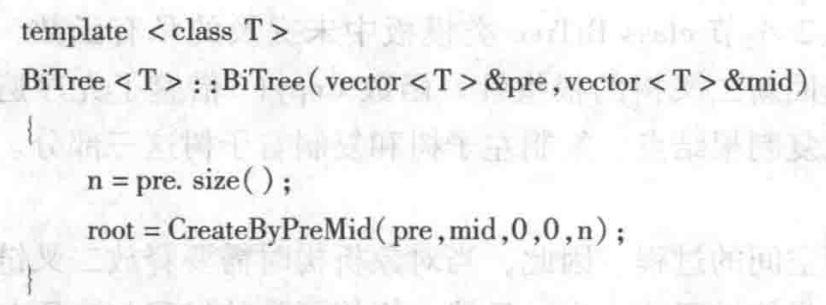 template <class T>
BiTree<T>::BiTree(vector<T>&pre,vector<T>&mid)
{
n=pre. size();
root=CreateByPreMid(pre,mid,0,0,n);
}